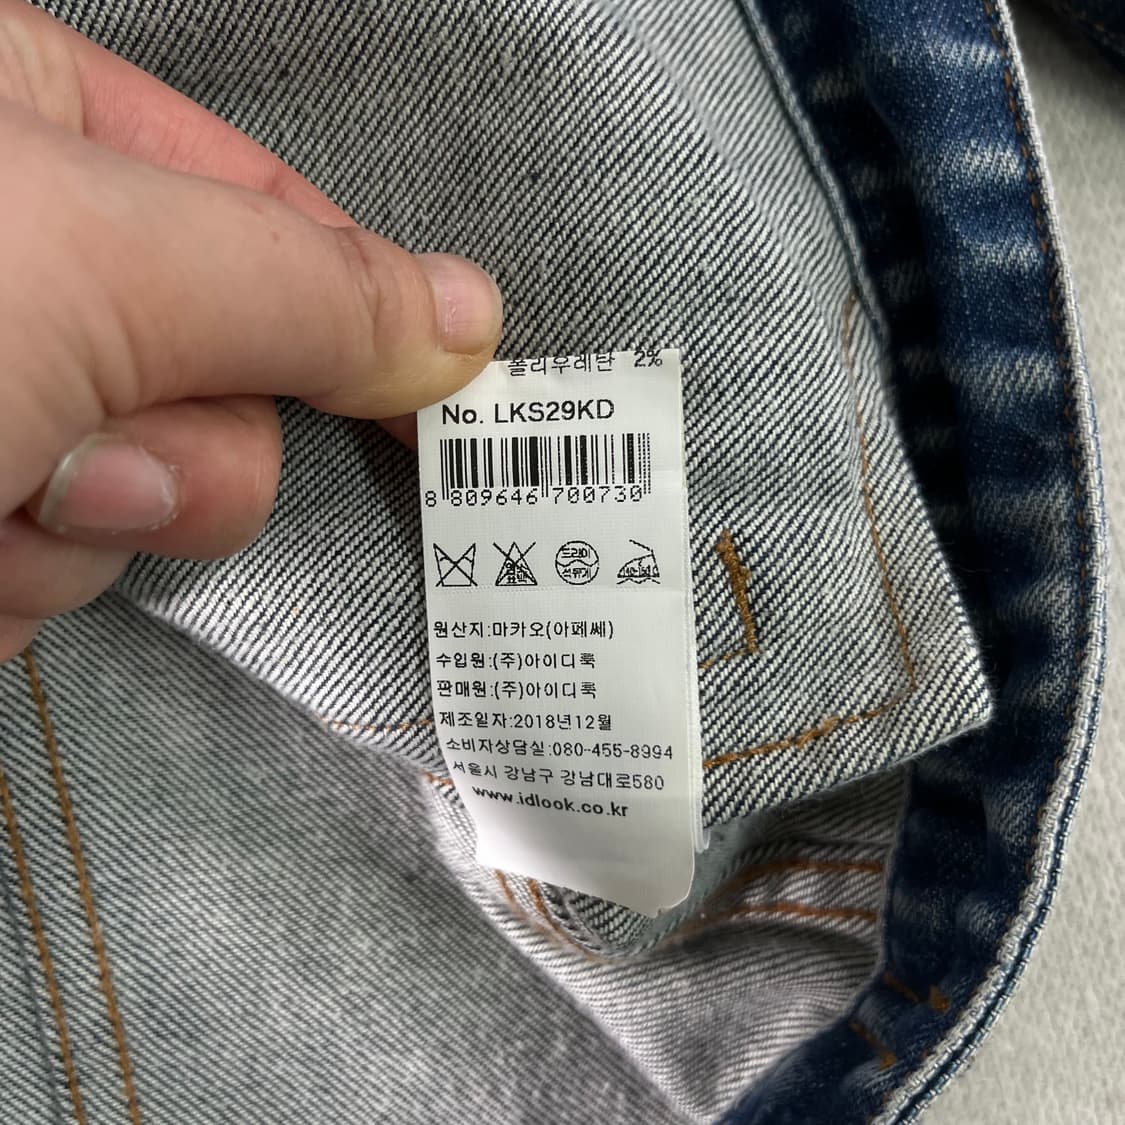 폴리우레탄 2%
No. LKS29KD
8 809646 700730
드라이
원산지:마카오(아페쎄)
수입원:(주)아이디룩
판매원:(주)아이디룩
제조일자:2018년12월
소비자상담실:080-455-8994
서울시 강남구 강남대로580
www.idlook.co.kr